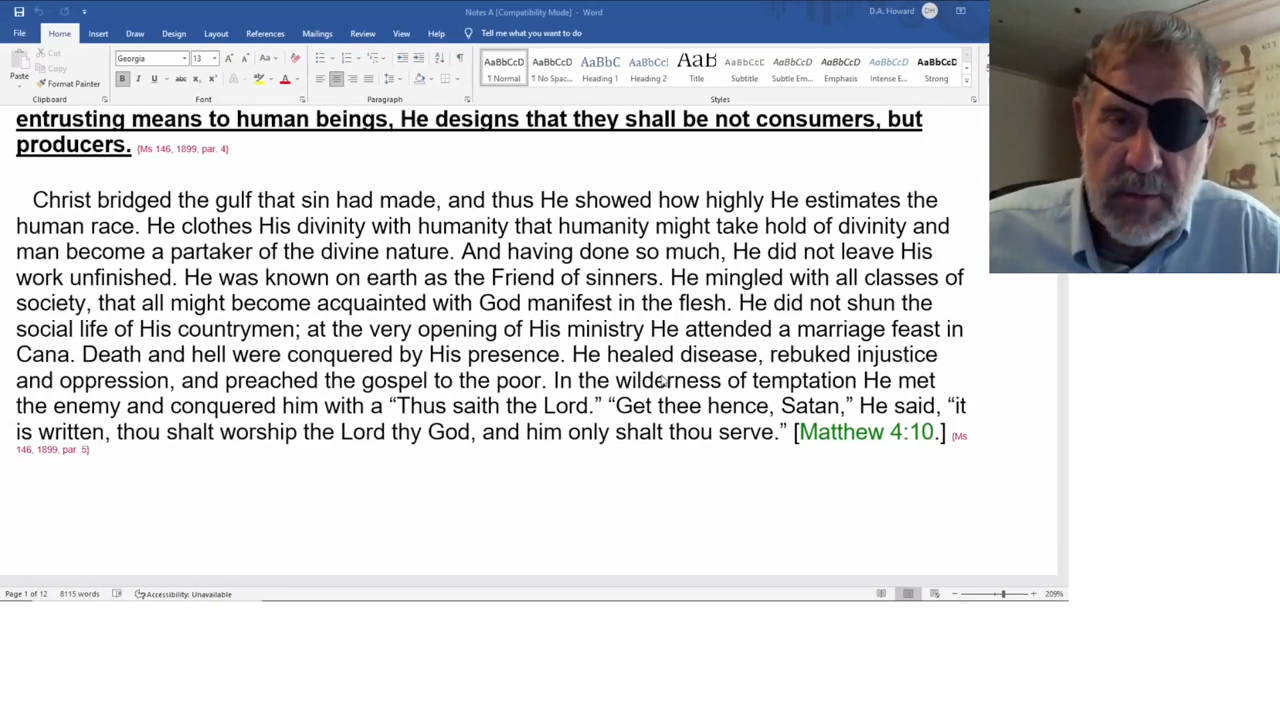 Notes A [Compatibility Mode] - Word
D.A. Howard
DH
File Home Insert Draw Design Layout References Mailings Review View Help Tell me what you want to do
Paste
Cut
Copy
Format Painter
Clipboard
Georgia 13 A A Aa
B I U abc x₂ x² A A
Font
Paragraph
AaBbCcD AaBbCcD AaBbCc AaBbCcI AaB AaBbCcD AaBbCcD AaBbCcD AaBbCcD AaBbCcD
¶ Normal ¶ No Spac... Heading 1 Heading 2 Title Subtitle Subtle Em... Emphasis Intense E... Strong
Styles
entrusting means to human beings, He designs that they shall be not consumers, but
producers. {Ms 146, 1899, par. 4}
Christ bridged the gulf that sin had made, and thus He showed how highly He estimates the
human race. He clothes His divinity with humanity that humanity might take hold of divinity and
man become a partaker of the divine nature. And having done so much, He did not leave His
work unfinished. He was known on earth as the Friend of sinners. He mingled with all classes of
society, that all might become acquainted with God manifest in the flesh. He did not shun the
social life of His countrymen; at the very opening of His ministry He attended a marriage feast in
Cana. Death and hell were conquered by His presence. He healed disease, rebuked injustice
and oppression, and preached the gospel to the poor. In the wilderness of temptation He met
the enemy and conquered him with a “Thus saith the Lord.” “Get thee hence, Satan,” He said, “it
is written, thou shalt worship the Lord thy God, and him only shalt thou serve.” [Matthew 4:10.] {Ms
146, 1899, par. 5}
Page 1 of 12 8115 words Accessibility: Unavailable 209%